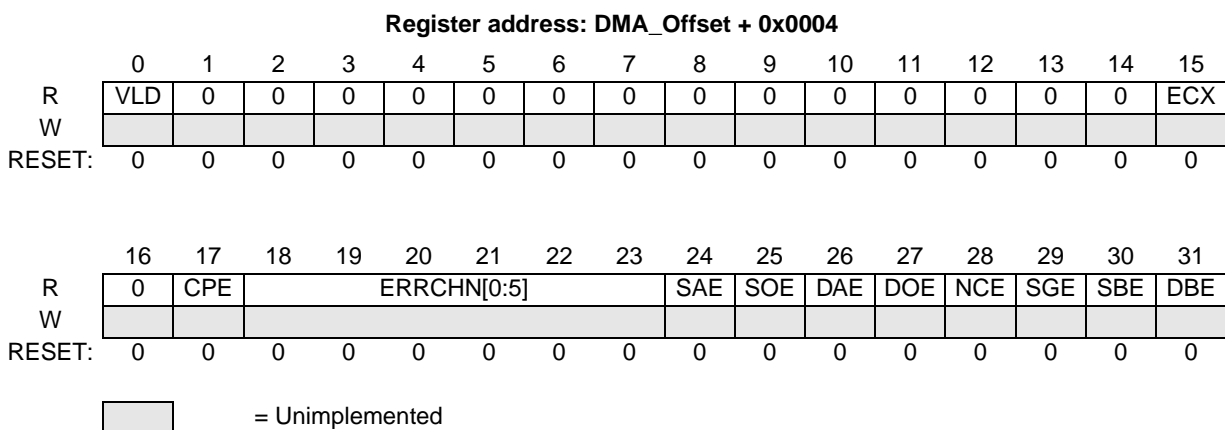 Register address: DMA_Offset + 0x0004
0 1 2 3 4 5 6 7 8 9 10 11 12 13 14 15
R VLD 0 0 0 0 0 0 0 0 0 0 0 0 0 0 ECX
W
RESET: 0 0 0 0 0 0 0 0 0 0 0 0 0 0 0 0
16 17 18 19 20 21 22 23 24 25 26 27 28 29 30 31
R 0 CPE ERRCHN[0:5] SAE SOE DAE DOE NCE SGE SBE DBE
W
RESET: 0 0 0 0 0 0 0 0 0 0 0 0 0 0 0 0
= Unimplemented